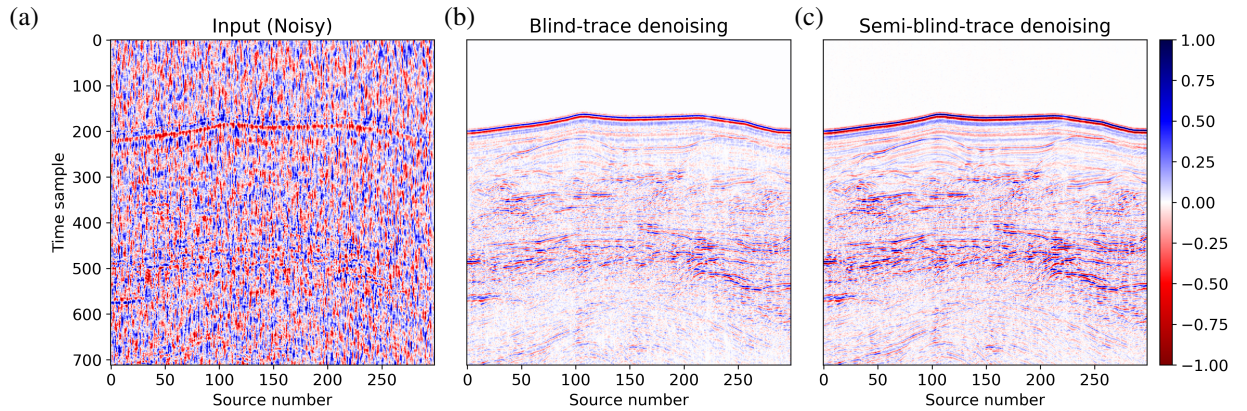 (a)
Input (Noisy)
(b)
Blind-trace denoising
(c)
Semi-blind-trace denoising
Time sample
0
100
200
300
400
500
600
700
0 50 100 150 200 250
Source number
0 50 100 150 200 250
Source number
0 50 100 150 200 250
Source number
1.00
0.75
0.50
0.25
0.00
−0.25
−0.50
−0.75
−1.00